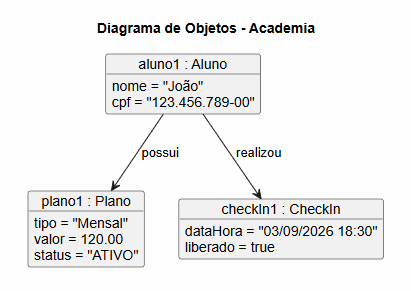 Diagrama de Objetos - Academia
aluno1 : Aluno
nome = "João"
cpf = "123.456.789-00"
possui
realizou
plano1 : Plano
tipo = "Mensal"
valor = 120.00
status = "ATIVO"
checkIn1 : CheckIn
dataHora = "03/09/2026 18:30"
liberado = true